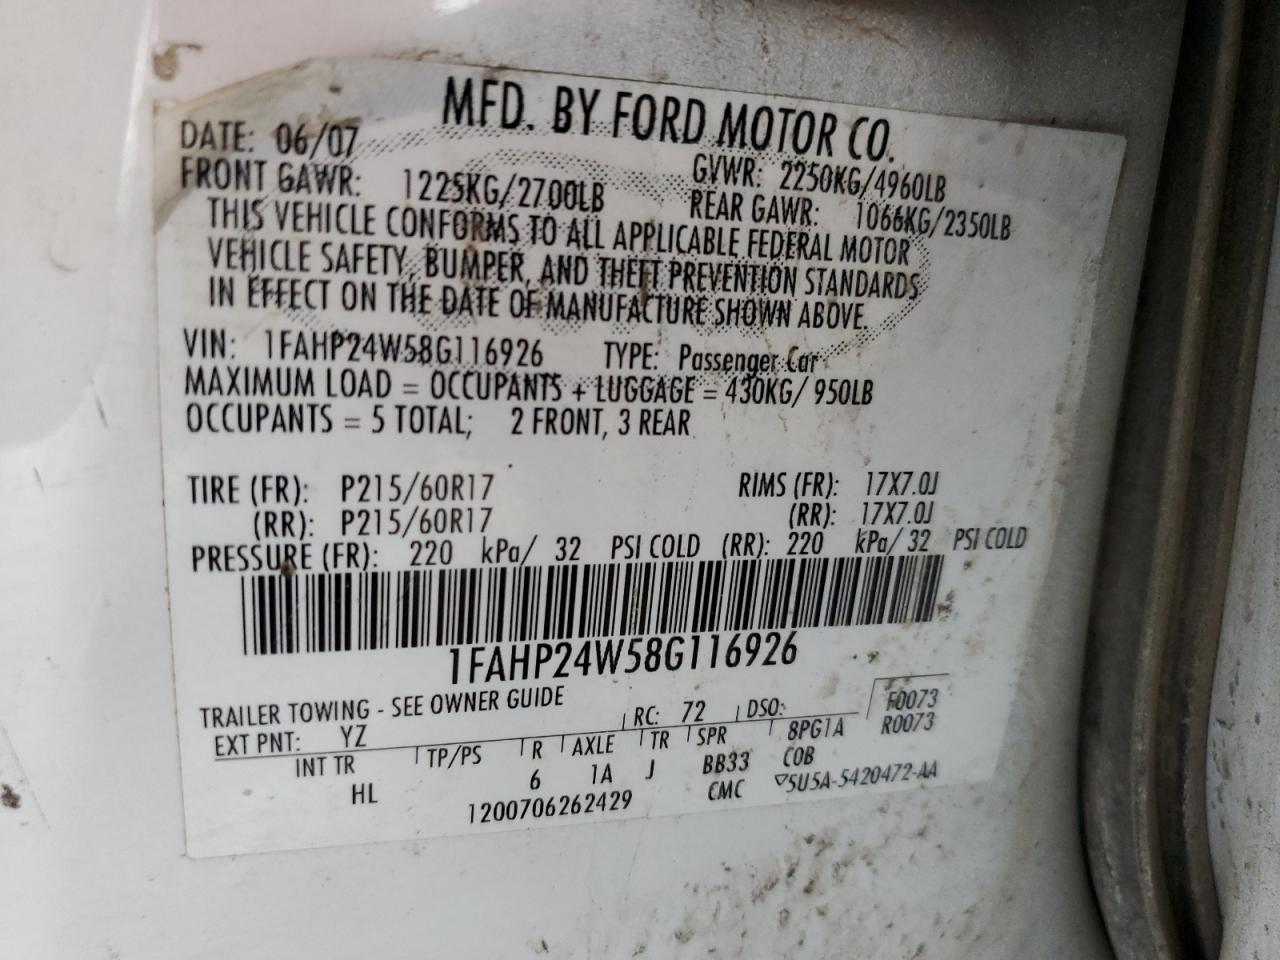 MFD. BY FORD MOTOR CO.
DATE: 06/07 GVWR: 2250KG/4960LB
FRONT GAWR: 1225KG/2700LB REAR GAWR: 1066KG/2350LB
THIS VEHICLE CONFORMS TO ALL APPLICABLE FEDERAL MOTOR
VEHICLE SAFETY, BUMPER, AND THEFT PREVENTION STANDARDS
IN EFFECT ON THE DATE OF MANUFACTURE SHOWN ABOVE.
VIN: 1FAHP24W58G116926 TYPE: Passenger Car
MAXIMUM LOAD = OCCUPANTS + LUGGAGE = 430KG/ 950LB
OCCUPANTS = 5 TOTAL; 2 FRONT, 3 REAR
TIRE (FR): P215/60R17 RIMS (FR): 17X7.0J
(RR): P215/60R17 (RR): 17X7.0J
PRESSURE (FR): 220 kPa/ 32 PSI COLD (RR): 220 kPa/ 32 PSI COLD
1FAHP24W58G116926
TRAILER TOWING - SEE OWNER GUIDE F0073
EXT PNT: YZ RC: 72 DSO: R0073
INT TR TP/PS R AXLE TR SPR 8PG1A
HL 6 1A J BB33 COB
1200706262429 CMC ▽5U5A-5420472-AA